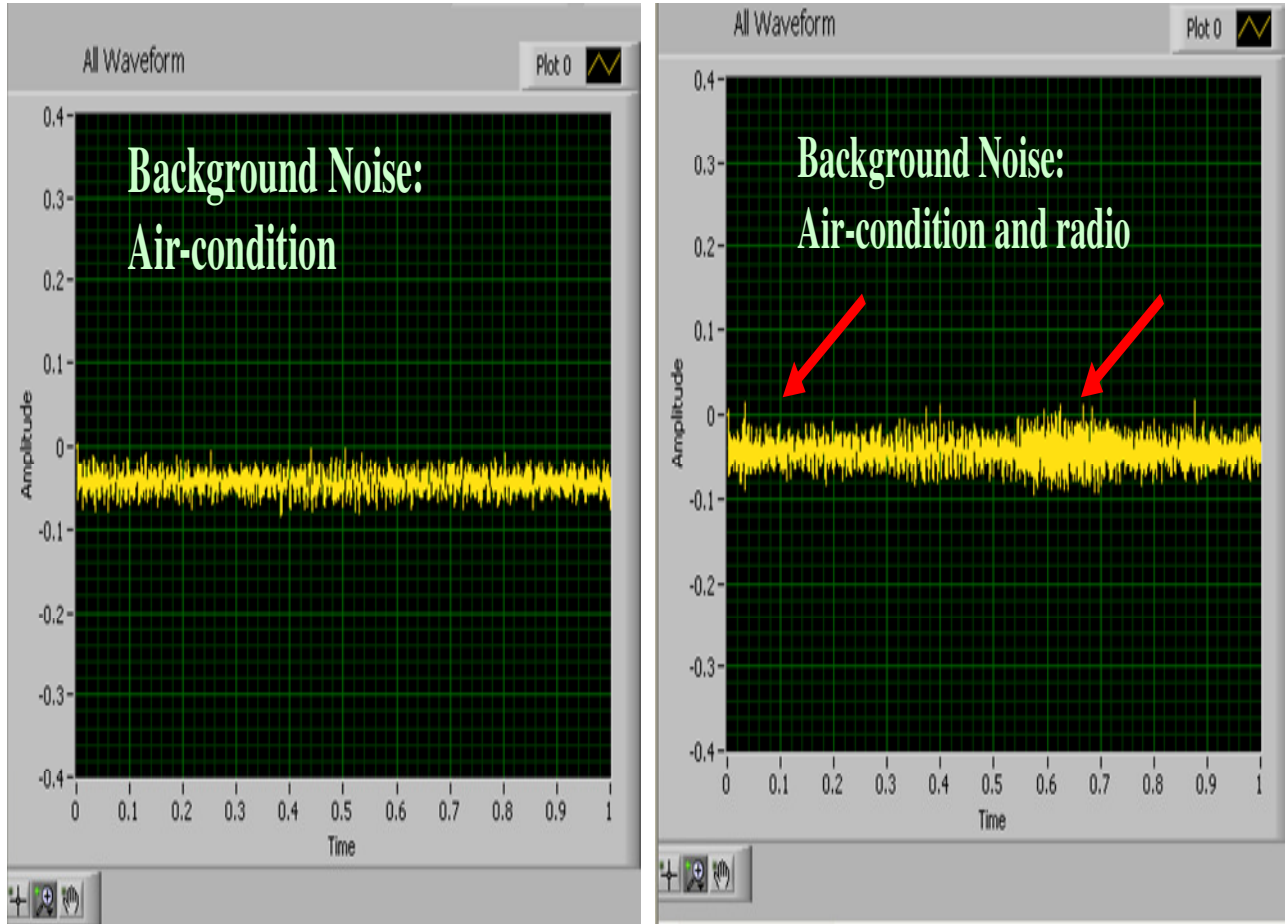 All Waveform
Plot 0
Background Noise:
Air-condition
Amplitude
0.4
0.3
0.2
0.1
0
-0.1
-0.2
-0.3
-0.4
0 0.1 0.2 0.3 0.4 0.5 0.6 0.7 0.8 0.9 1
Time
All Waveform
Plot 0
Background Noise:
Air-condition and radio
Amplitude
0.4
0.3
0.2
0.1
0
-0.1
-0.2
-0.3
-0.4
0 0.1 0.2 0.3 0.4 0.5 0.6 0.7 0.8 0.9 1
Time